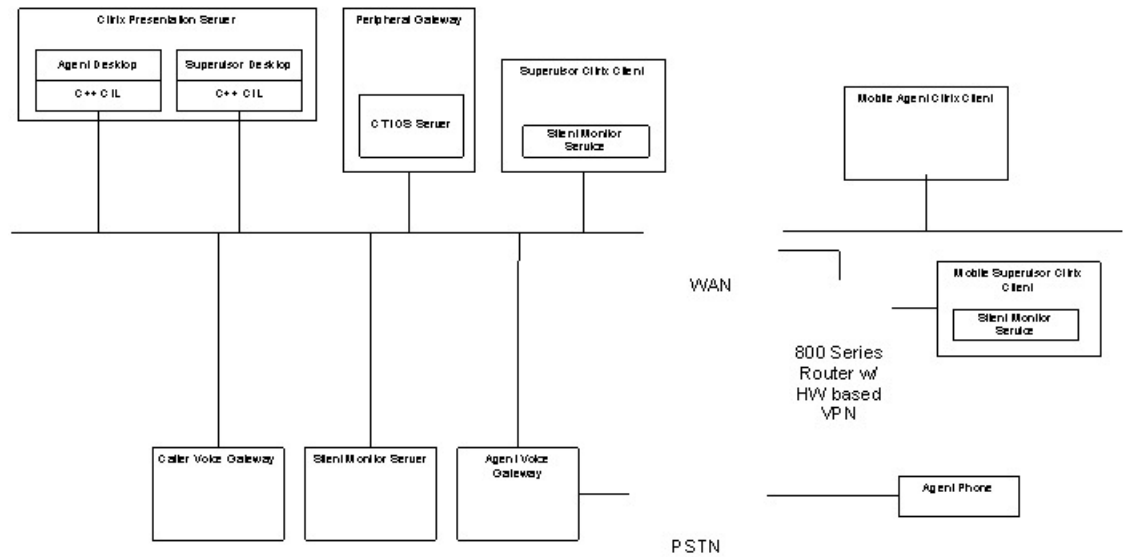 Citrix Presentation Server
Peripheral Gateway
Agent Desktop
Supervisor Desktop
C++ CIL
C++ CIL
CTIOS Server
Supervisor Citrix Client
Silent Monitor
Service
Mobile Agent Citrix Client
WAN
Mobile Supervisor Citrix
Client
Silent Monitor
Service
800 Series
Router w/
HW based
VPN
Caller Voice Gateway
Silent Monitor Server
Agent Voice
Gateway
Agent Phone
PSTN